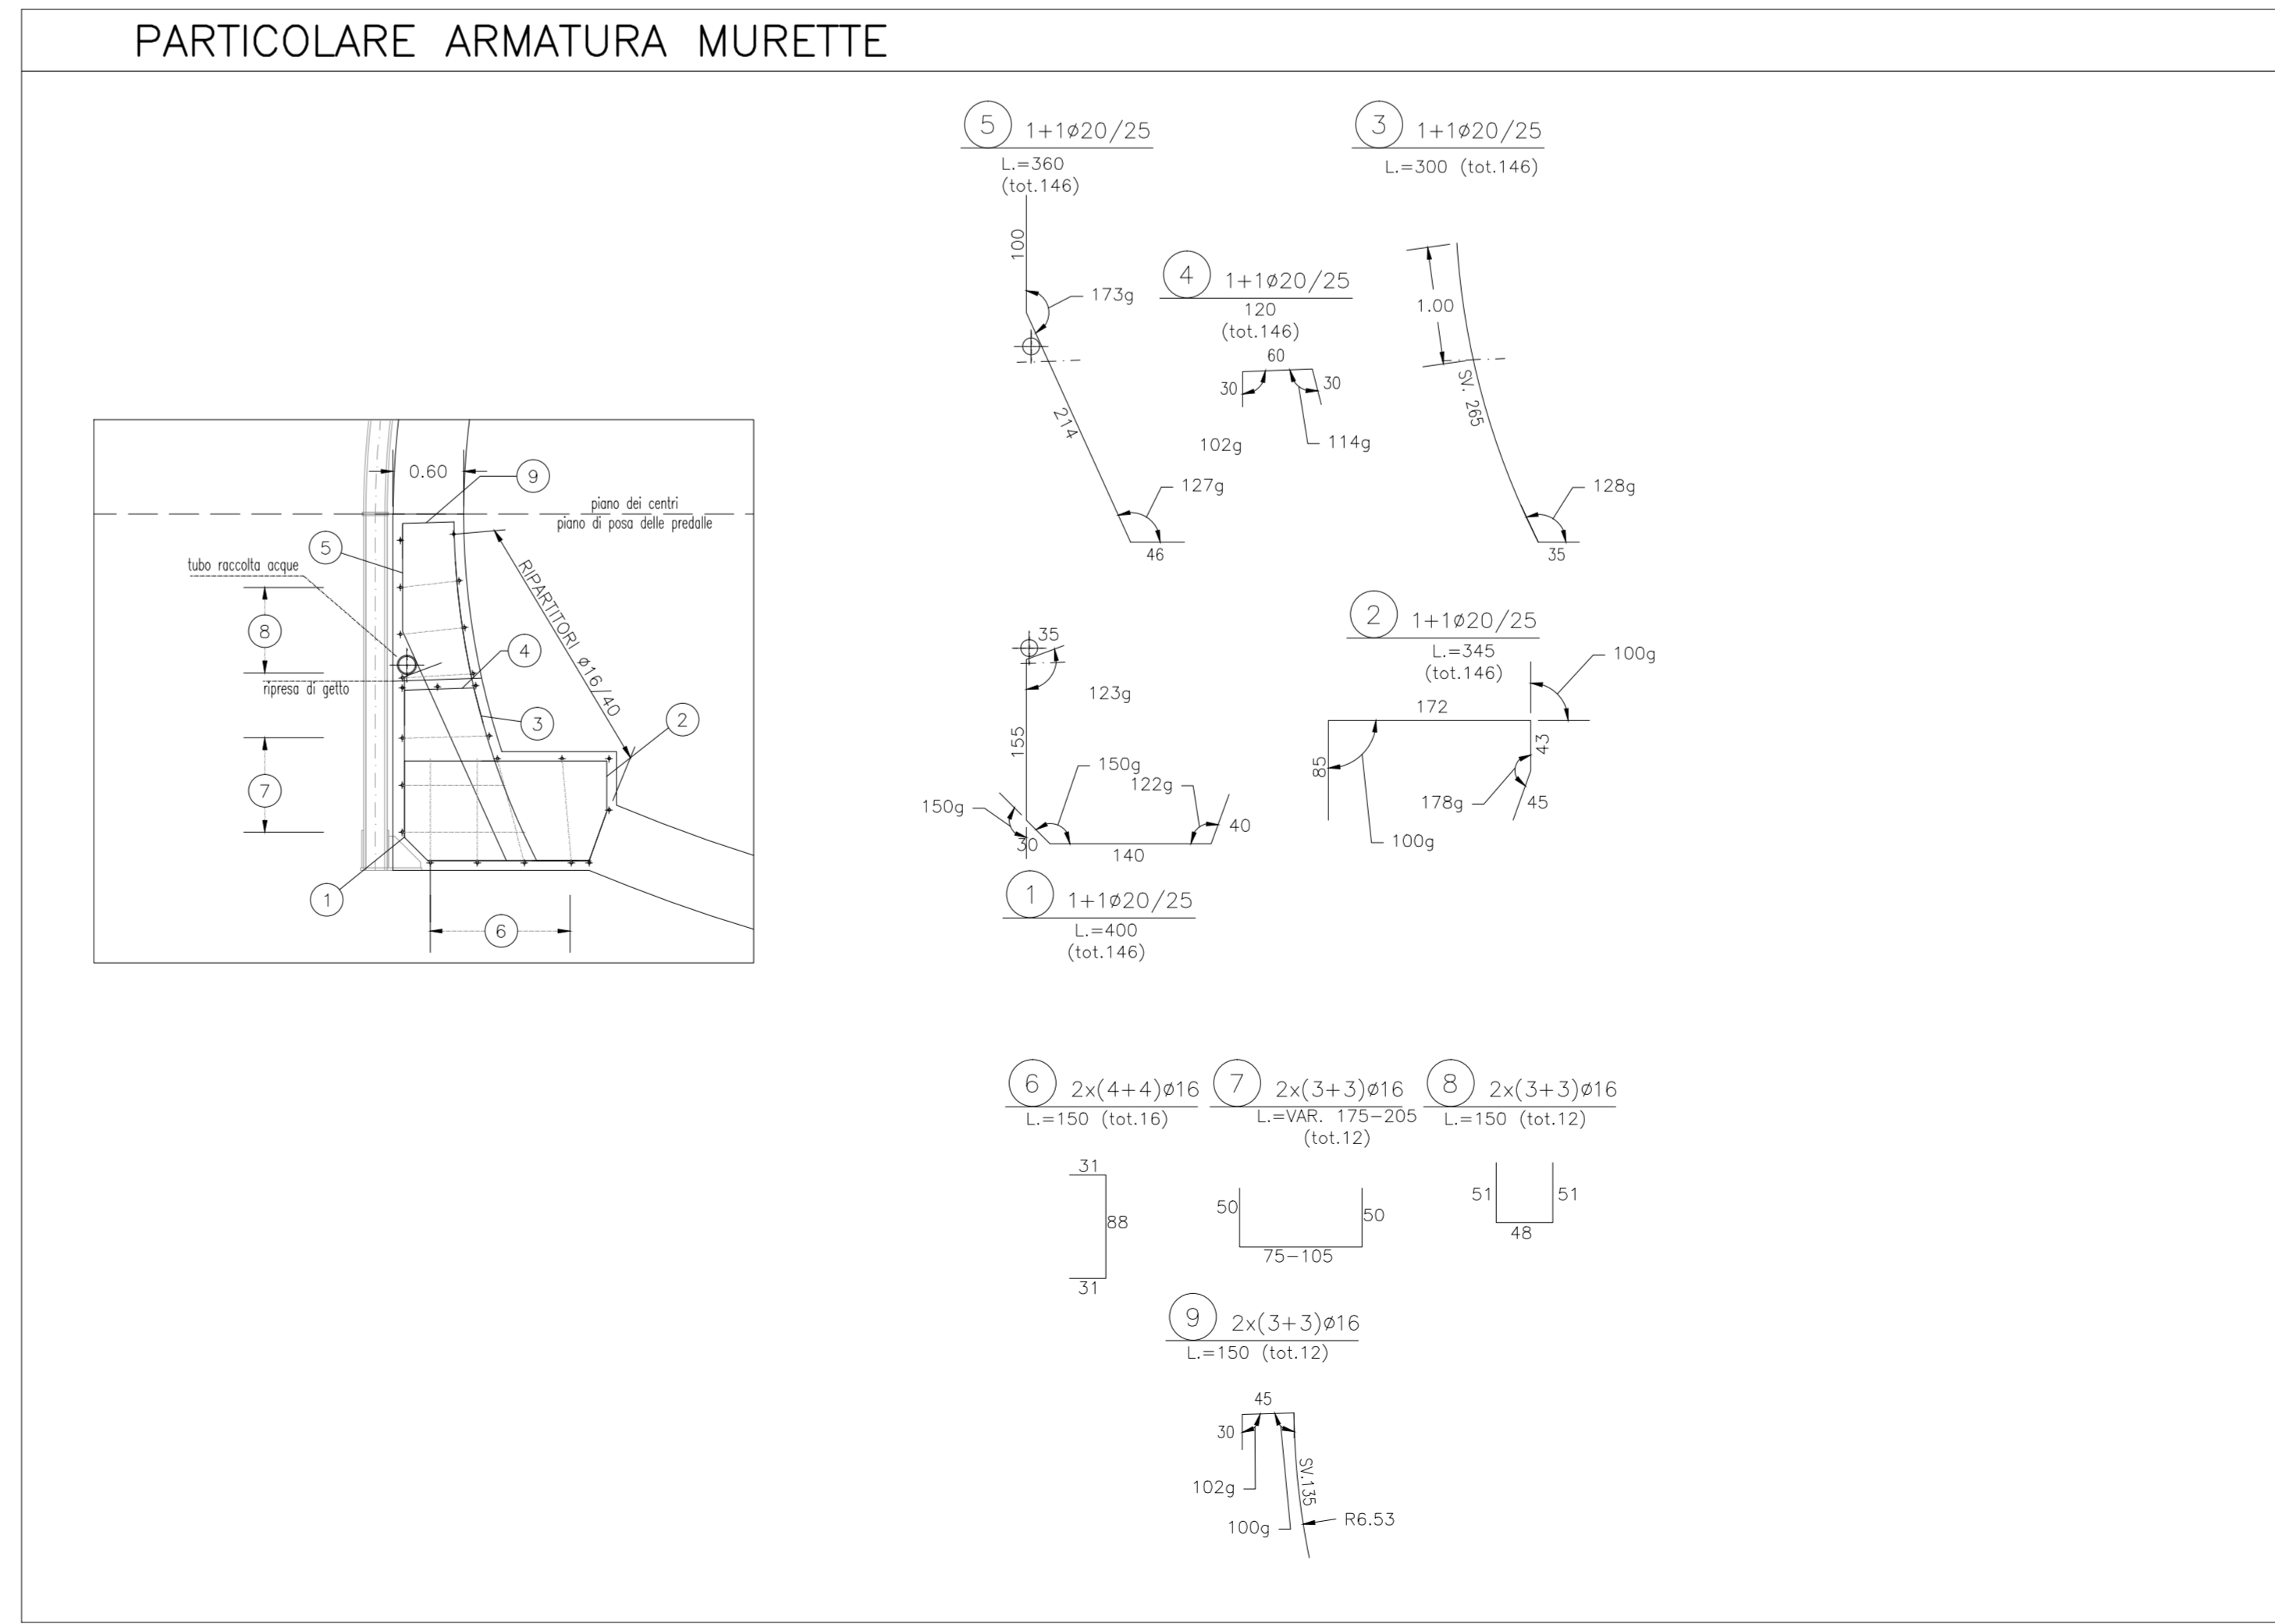 PARTICOLARE ARMATURA MURETTE
0.60
9
piano dei centri
piano di posa delle predalle
5
tubo raccolta acque
8
ripresa di getto
RIPARTITORI ø16/40
4
3
2
7
1
6
5 1+1ø20/25
L.=360
(tot.146)
100
173g
214
127g
46
4 1+1ø20/25
120
(tot.146)
60
30
30
102g
114g
3 1+1ø20/25
L.=300 (tot.146)
1.00
SV. 265
128g
35
35
123g
155
150g
150g
122g
30
140
40
1 1+1ø20/25
L.=400
(tot.146)
2 1+1ø20/25
L.=345
(tot.146)
100g
172
43
85
178g
45
100g
6 2x(4+4)ø16
L.=150 (tot.16)
31
88
31
7 2x(3+3)ø16
L.=VAR. 175-205
(tot.12)
50
50
75-105
8 2x(3+3)ø16
L.=150 (tot.12)
51
51
48
9 2x(3+3)ø16
L.=150 (tot.12)
45
30
SV.135
102g
100g
R6.53